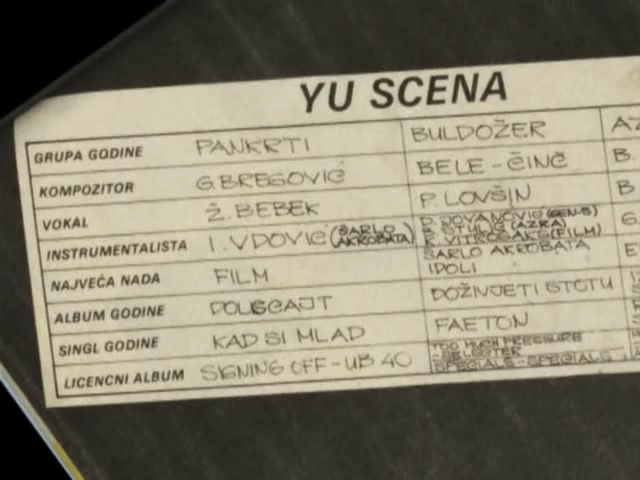 YU SCENA
GRUPA GODINE PANKRTI BULDOŽER AZ
KOMPOZITOR G. BREGOVIĆ BELE-ČINČ B.
VOKAL Ž. BEBEK P. LOVŠIN B
INSTRUMENTALISTA I. VDOVIĆ (ŠARLO AKROBATA) D. JOVANOVIĆ (GEN-5) B. ŠTULIĆ (AZRA) (FILM) G
NAJVEĆA NADA FILM ŠARLO AKROBATA IDOLI E
ALBUM GODINE DOLGCAJT DOŽIVJETI STOTU
SINGL GODINE KAD SI MLAD FAETON
LICENCNI ALBUM SIGNING OFF - UB 40 TOO MUCH PRESSURE - SELECTER SPECIALS - SPECIALS